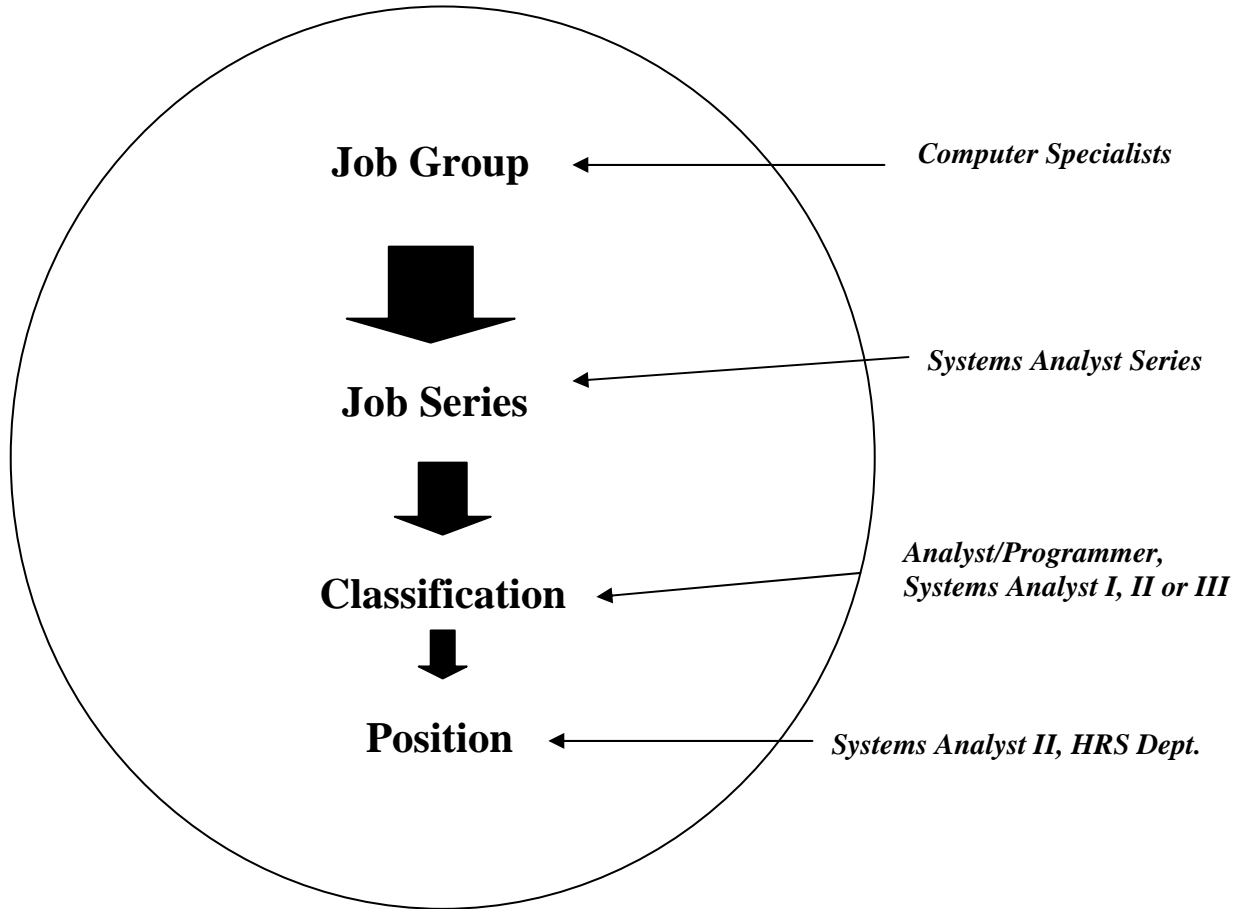 Job Group
Computer Specialists
Job Series
Systems Analyst Series
Classification
Analyst/Programmer,
Systems Analyst I, II or III
Position
Systems Analyst II, HRS Dept.